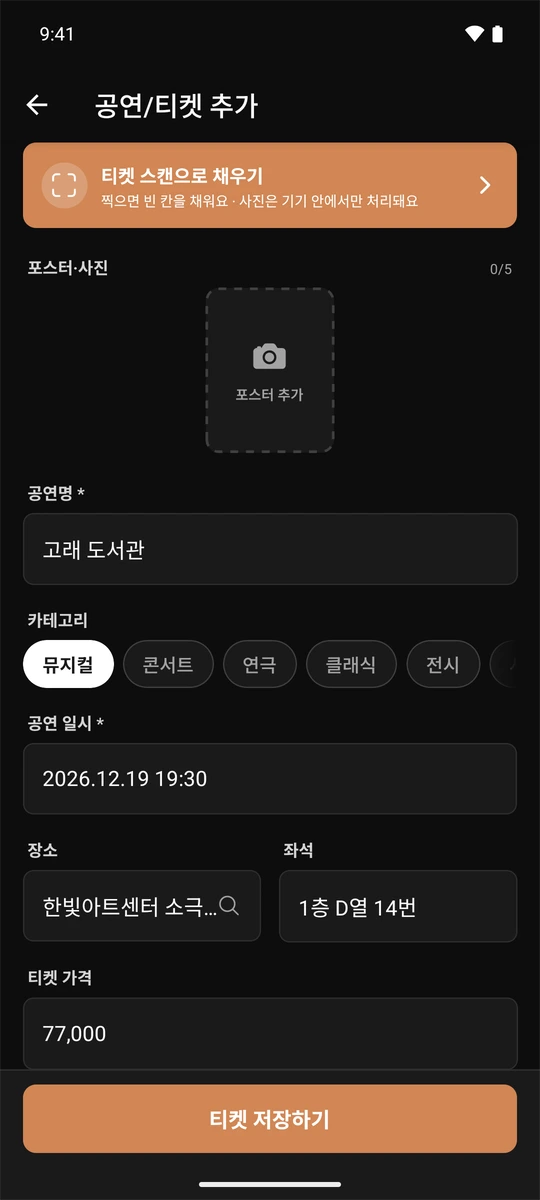 9:41
공연/티켓 추가
티켓 스캔으로 채우기
찍으면 빈 칸을 채워요 · 사진은 기기 안에서만 처리돼요
포스터·사진
0/5
포스터 추가
공연명 *
고래 도서관
카테고리
뮤지컬 콘서트 연극 클래식 전시
공연 일시 *
2026.12.19 19:30
장소 좌석
한빛아트센터 소극... 1층 D열 14번
티켓 가격
77,000
티켓 저장하기